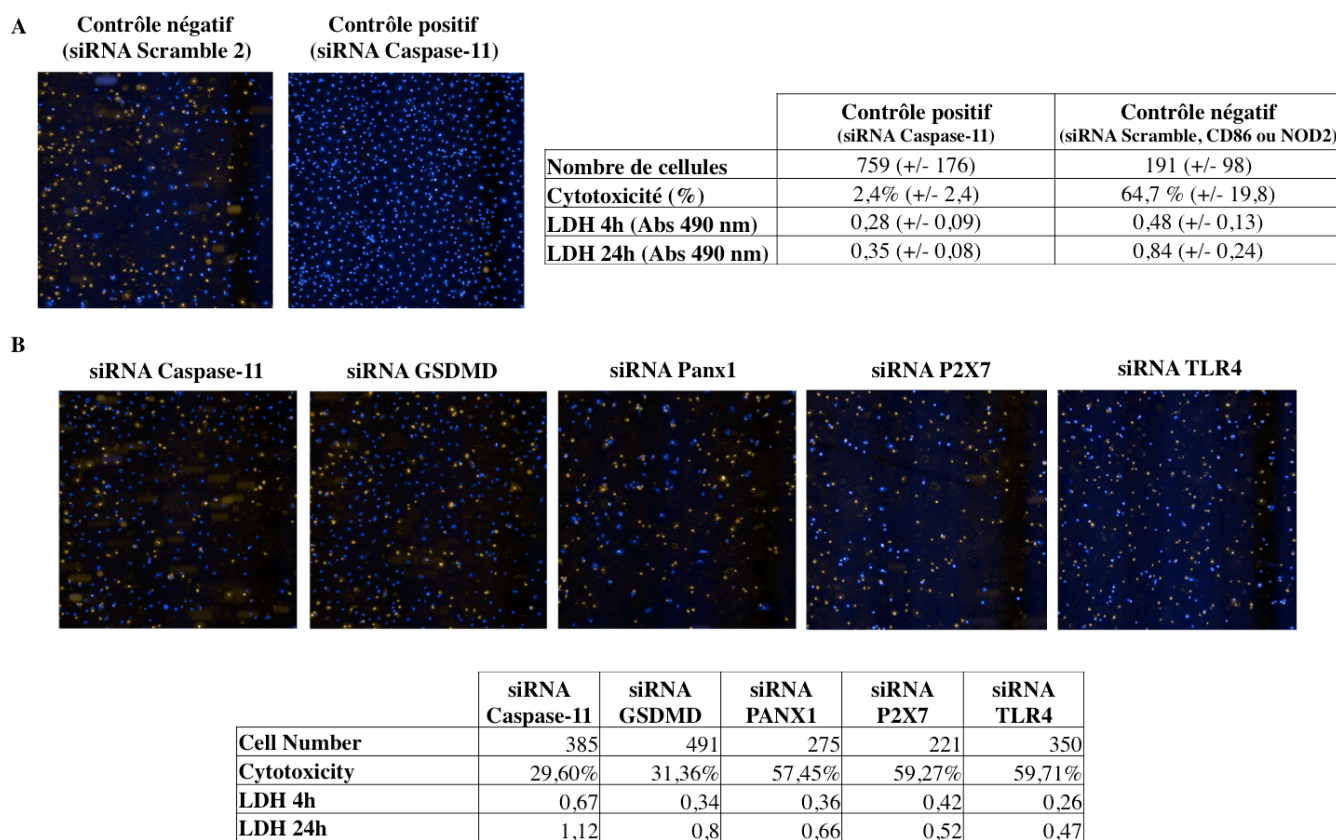 A
Contrôle négatif
(siRNA Scramble 2)
Contrôle positif
(siRNA Caspase-11)
Contrôle positif
(siRNA Caspase-11)
Contrôle négatif
(siRNA Scramble, CD86 ou NOD2)
Nombre de cellules 759 (+/- 176) 191 (+/- 98)
Cytotoxicité (%) 2,4% (+/- 2,4) 64,7 % (+/- 19,8)
LDH 4h (Abs 490 nm) 0,28 (+/- 0,09) 0,48 (+/- 0,13)
LDH 24h (Abs 490 nm) 0,35 (+/- 0,08) 0,84 (+/- 0,24)
B
siRNA Caspase-11 siRNA GSDMD siRNA Panx1 siRNA P2X7 siRNA TLR4
siRNA siRNA siRNA siRNA siRNA
Caspase-11 GSDMD PANX1 P2X7 TLR4
Cell Number 385 491 275 221 350
Cytotoxicity 29,60% 31,36% 57,45% 59,27% 59,71%
LDH 4h 0,67 0,34 0,36 0,42 0,26
LDH 24h 1,12 0,8 0,66 0,52 0,47